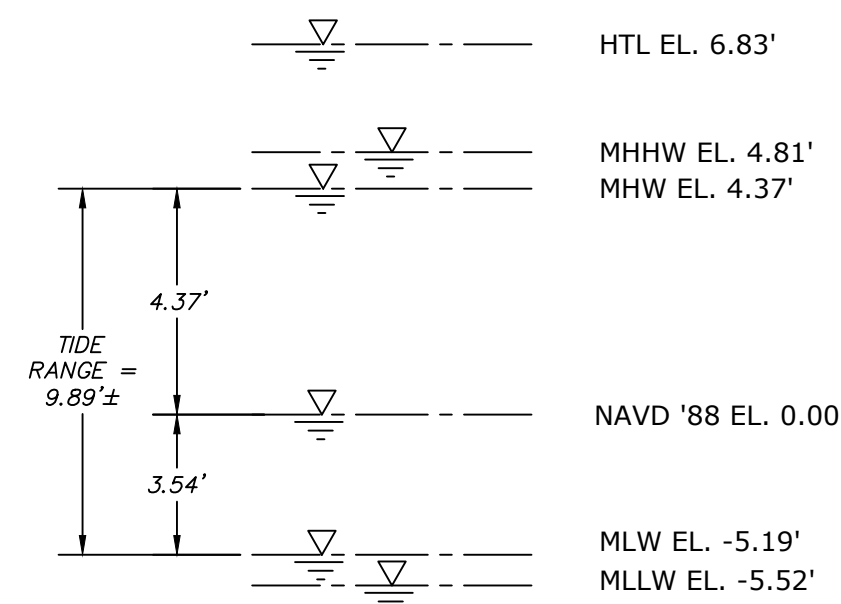 HTL EL. 6.83'
MHHW EL. 4.81'
MHW EL. 4.37'
4.37'
TIDE
RANGE =
9.89'±
NAVD '88 EL. 0.00
3.54'
MLW EL. -5.19'
MLLW EL. -5.52'